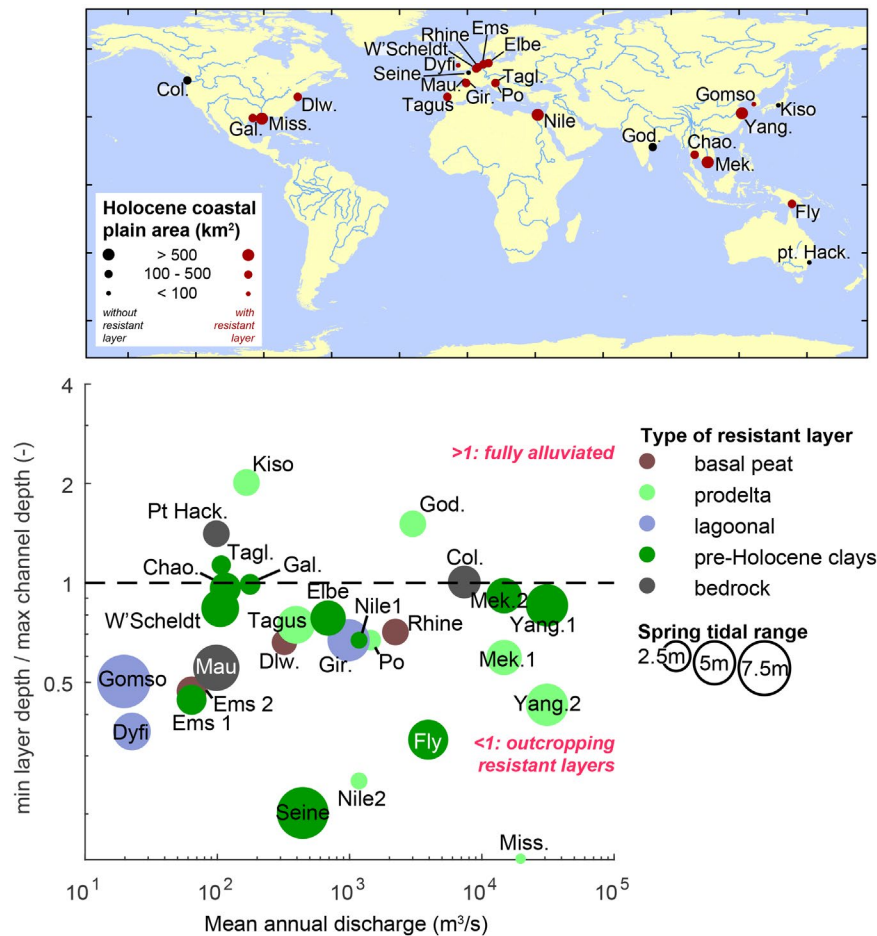 Rhine
Ems
Elbe
W'Scheldt
Dyfi
Seine
Mau.
Tagus
Gir.
Tagl.
Po
Col.
Dlw.
Gal.
Miss.
Nile
God.
Gomso
Kiso
Yang.
Chao.
Mek.
Fly
pt. Hack.
Holocene coastal
plain area (km²)
> 500
100 - 500
< 100
without
resistant
layer
with
resistant
layer
min layer depth / max channel depth (-)
4
2
1
0.5
>1: fully alluviated
<1: outcropping
resistant layers
Kiso
God.
Pt Hack.
Tagl.
Chao.
Gal.
Col.
W'Scheldt
Elbe
Mek.2
Yang.1
Tagus
Nile1
Rhine
Dlw.
Gir.
Po
Mek.1
Gomso
Mau
Ems 2
Ems 1
Yang.2
Dyfi
Fly
Nile2
Seine
Miss.
10¹
10²
10³
10⁴
10⁵
Mean annual discharge (m³/s)
Type of resistant layer
basal peat
prodelta
lagoonal
pre-Holocene clays
bedrock
Spring tidal range
2.5m
5m
7.5m